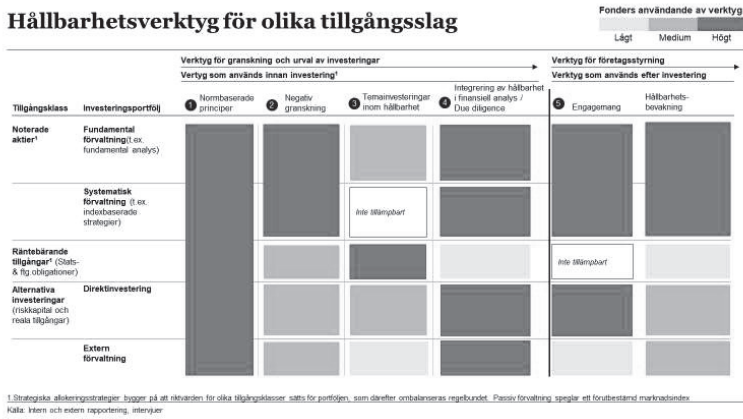 Hållbarhetsverktyg för olika tillgångsslag
Fonders användande av verktyg
Lågt Medium Högt
Verktyg för granskning och urval av investeringar
Verktyg för företagsstyrning
Vertyg som används innan investering¹
Verktyg som används efter investering
Tillgångsklass
Investeringsportfölj
1 Normbaserade
principer
2 Negativ
granskning
3 Temainvesteringar
inom hållbarhet
Integrering av hållbarhet
4 i finansiell analys /
Due diligence
5 Engagemang
Hållbarhets-
bevakning
Noterade
aktier¹
Fundamental
förvaltning(t.ex.
fundamental analys)
Systematisk
förvaltning (t.ex.
indexbaserade
strategier)
Inte tillämpbart
Räntebärande
tillgångar¹ (Stats-
& ftg.obligationer)
Inte tillämpbart
Alternativa
investeringar
(riskkapital och
reala tillgångar)
Direktinvestering
Extern
förvaltning
1.Strategiska allokeringsstrategier bygger på att riktvärden för olika tillgångsklasser sätts för portföljen, som därefter ombalanseras regelbundet. Passiv förvaltning speglar ett förutbestämd marknadsindex
Källa: Intern och extern rapportering, intervjuer